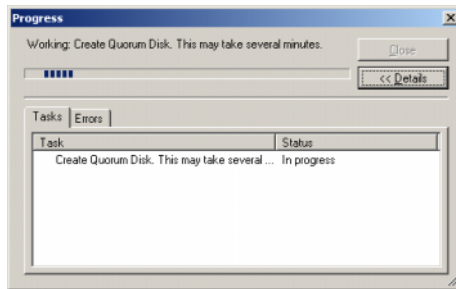 Progress
Working: Create Quorum Disk. This may take several minutes.
Close
<< Details
Tasks Errors
Task Status
Create Quorum Disk. This may take several ... In progress